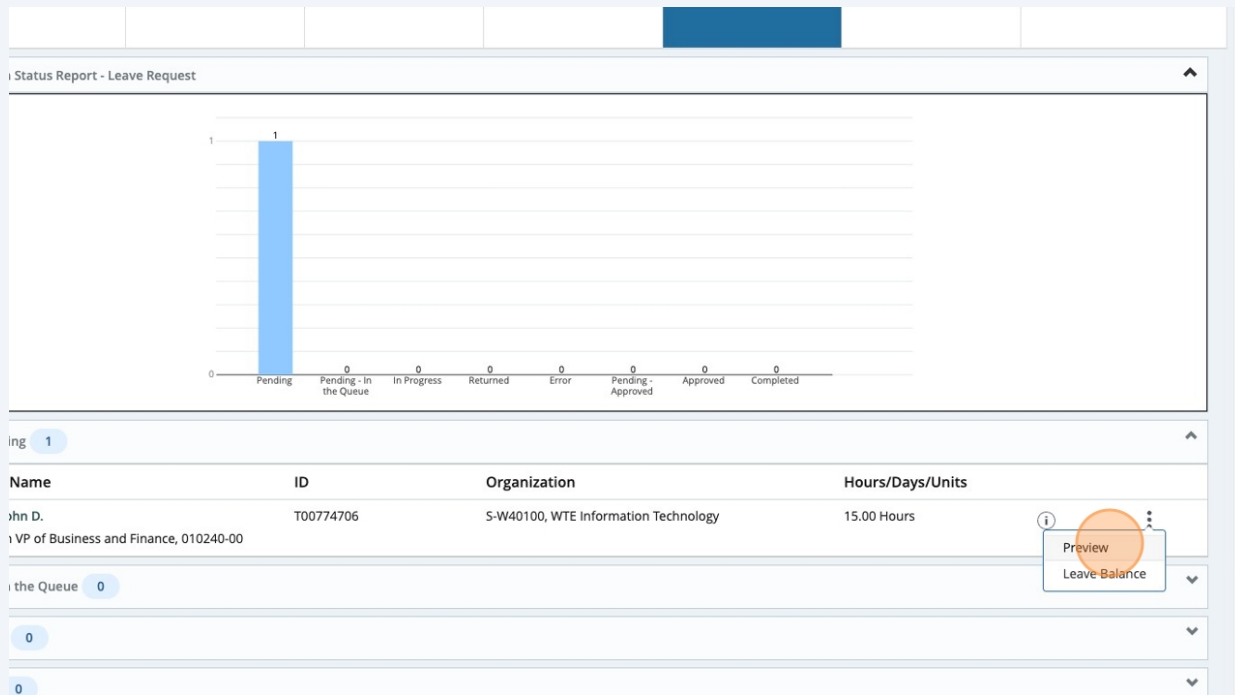 Status Report - Leave Request
1
1
0
0
0
0
0
0
0
0
Pending
Pending - In the Queue
In Progress
Returned
Error
Pending - Approved
Approved
Completed
ing 1
Name ID Organization Hours/Days/Units
ohn D. T00774706 S-W40100, WTE Information Technology 15.00 Hours
VP of Business and Finance, 010240-00
Preview
Leave Balance
the Queue 0
0
0